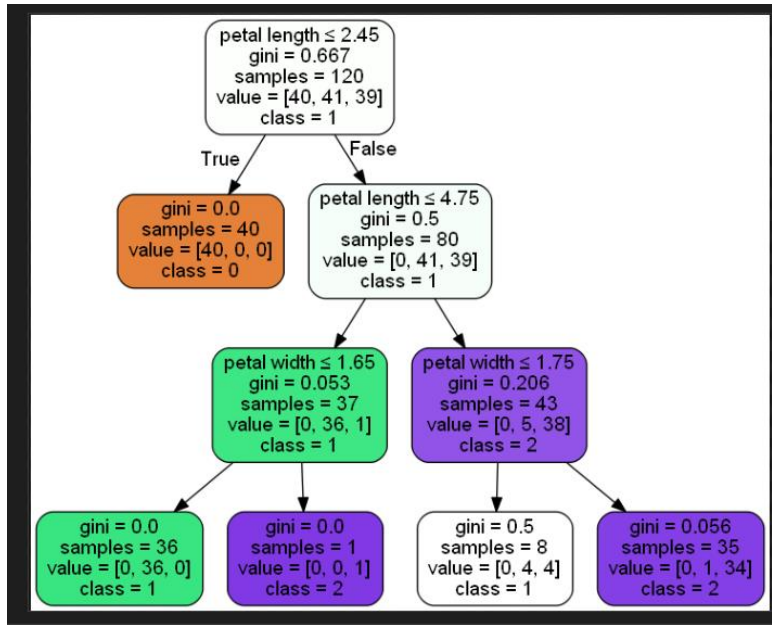 petal length ≤ 2.45
gini = 0.667
samples = 120
value = [40, 41, 39]
class = 1
True
False
gini = 0.0
samples = 40
value = [40, 0, 0]
class = 0
petal length ≤ 4.75
gini = 0.5
samples = 80
value = [0, 41, 39]
class = 1
petal width ≤ 1.65
gini = 0.053
samples = 37
value = [0, 36, 1]
class = 1
petal width ≤ 1.75
gini = 0.206
samples = 43
value = [0, 5, 38]
class = 2
gini = 0.0
samples = 36
value = [0, 36, 0]
class = 1
gini = 0.0
samples = 1
value = [0, 0, 1]
class = 2
gini = 0.5
samples = 8
value = [0, 4, 4]
class = 1
gini = 0.056
samples = 35
value = [0, 1, 34]
class = 2